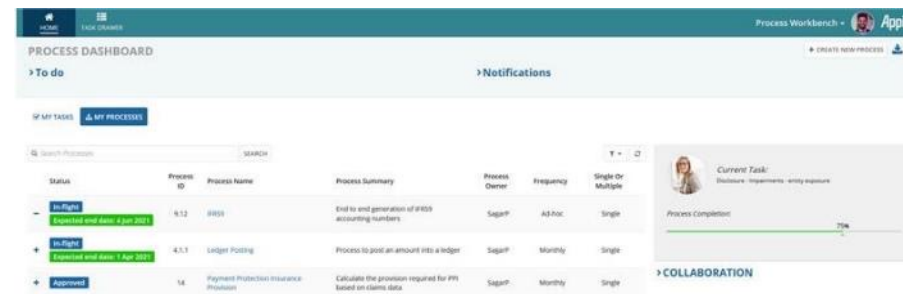 HOME
TASK DRAWER
Process Workbench
App
PROCESS DASHBOARD
+ CREATE NEW PROCESS
>To do
>Notifications
MY TASKS
MY PROCESSES
Search Processes
SEARCH
Status
Process ID
Process Name
Process Summary
Process Owner
Frequency
Single Or Multiple
In-flight
Expected end date: 4 Jun 2021
9.12
IFRS9
End to end generation of IFRS9
accounting numbers
SagarP
Ad-hoc
Single
In-flight
Expected end date: 1 Apr 2021
4.1.1
Ledger Posting
Process to post an amount into a ledger
SagarP
Monthly
Single
Approved
14
Payment Protection Insurance
Provision
Calculate the provision required for PPI
based on claims data
SagarP
Monthly
Single
Current Task:
Disclosure - Impairments - entity exposure
Process Completion:
75%
>COLLABORATION